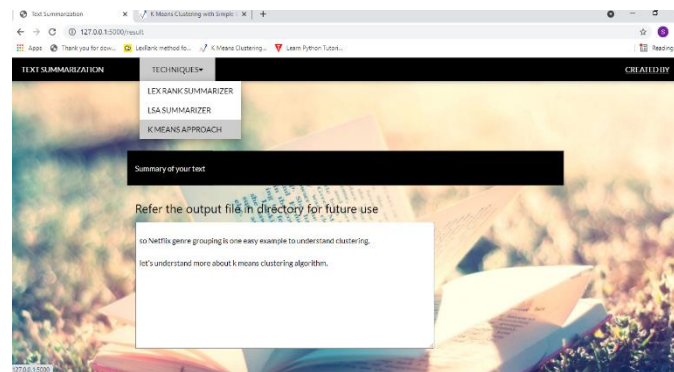 Text Summarization
K Means Clustering with Simple
127.0.0.1:5000/result
Apps Thank you for dow... LexRank method fo... K Means Clustering... Learn Python Tutori... Reading
TEXT SUMMARIZATION TECHNIQUES CREATED BY
LEX RANK SUMMARIZER
LSA SUMMARIZER
K MEANS APPROACH
Summary of your text
Refer the output file in directory for future use
so Netflix genre grouping is one easy example to understand clustering.
let's understand more about k means clustering algorithm.
127.0.0.1:5000